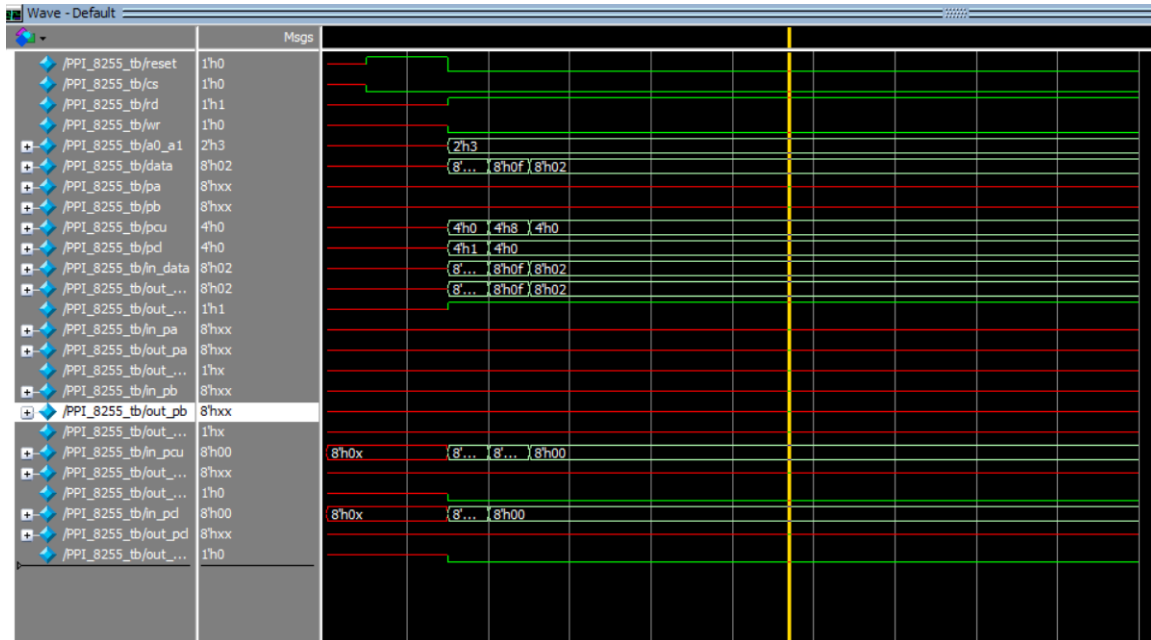 Wave - Default
Msgs
/PPI_8255_tb/reset 1'h0
/PPI_8255_tb/cs 1'h0
/PPI_8255_tb/rd 1'h1
/PPI_8255_tb/wr 1'h0
/PPI_8255_tb/a0_a1 2'h3 2'h3
/PPI_8255_tb/data 8'h02 8'... 8'h0f 8'h02
/PPI_8255_tb/pa 8'hxx
/PPI_8255_tb/pb 8'hxx
/PPI_8255_tb/pcu 4'h0 4'h0 4'h8 4'h0
/PPI_8255_tb/pcl 4'h0 4'h1 4'h0
/PPI_8255_tb/in_data 8'h02 8'... 8'h0f 8'h02
/PPI_8255_tb/out_... 8'h02 8'... 8'h0f 8'h02
/PPI_8255_tb/out_... 1'h1
/PPI_8255_tb/in_pa 8'hxx
/PPI_8255_tb/out_pa 8'hxx
/PPI_8255_tb/out_... 1'hx
/PPI_8255_tb/in_pb 8'hxx
/PPI_8255_tb/out_pb 8'hxx
/PPI_8255_tb/out_... 1'hx
/PPI_8255_tb/in_pcu 8'h00 8'h0x 8'... 8'... 8'h00
/PPI_8255_tb/out_... 8'hxx
/PPI_8255_tb/out_... 1'h0
/PPI_8255_tb/in_pcl 8'h00 8'h0x 8'... 8'h00
/PPI_8255_tb/out_pcl 8'hxx
/PPI_8255_tb/out_... 1'h0